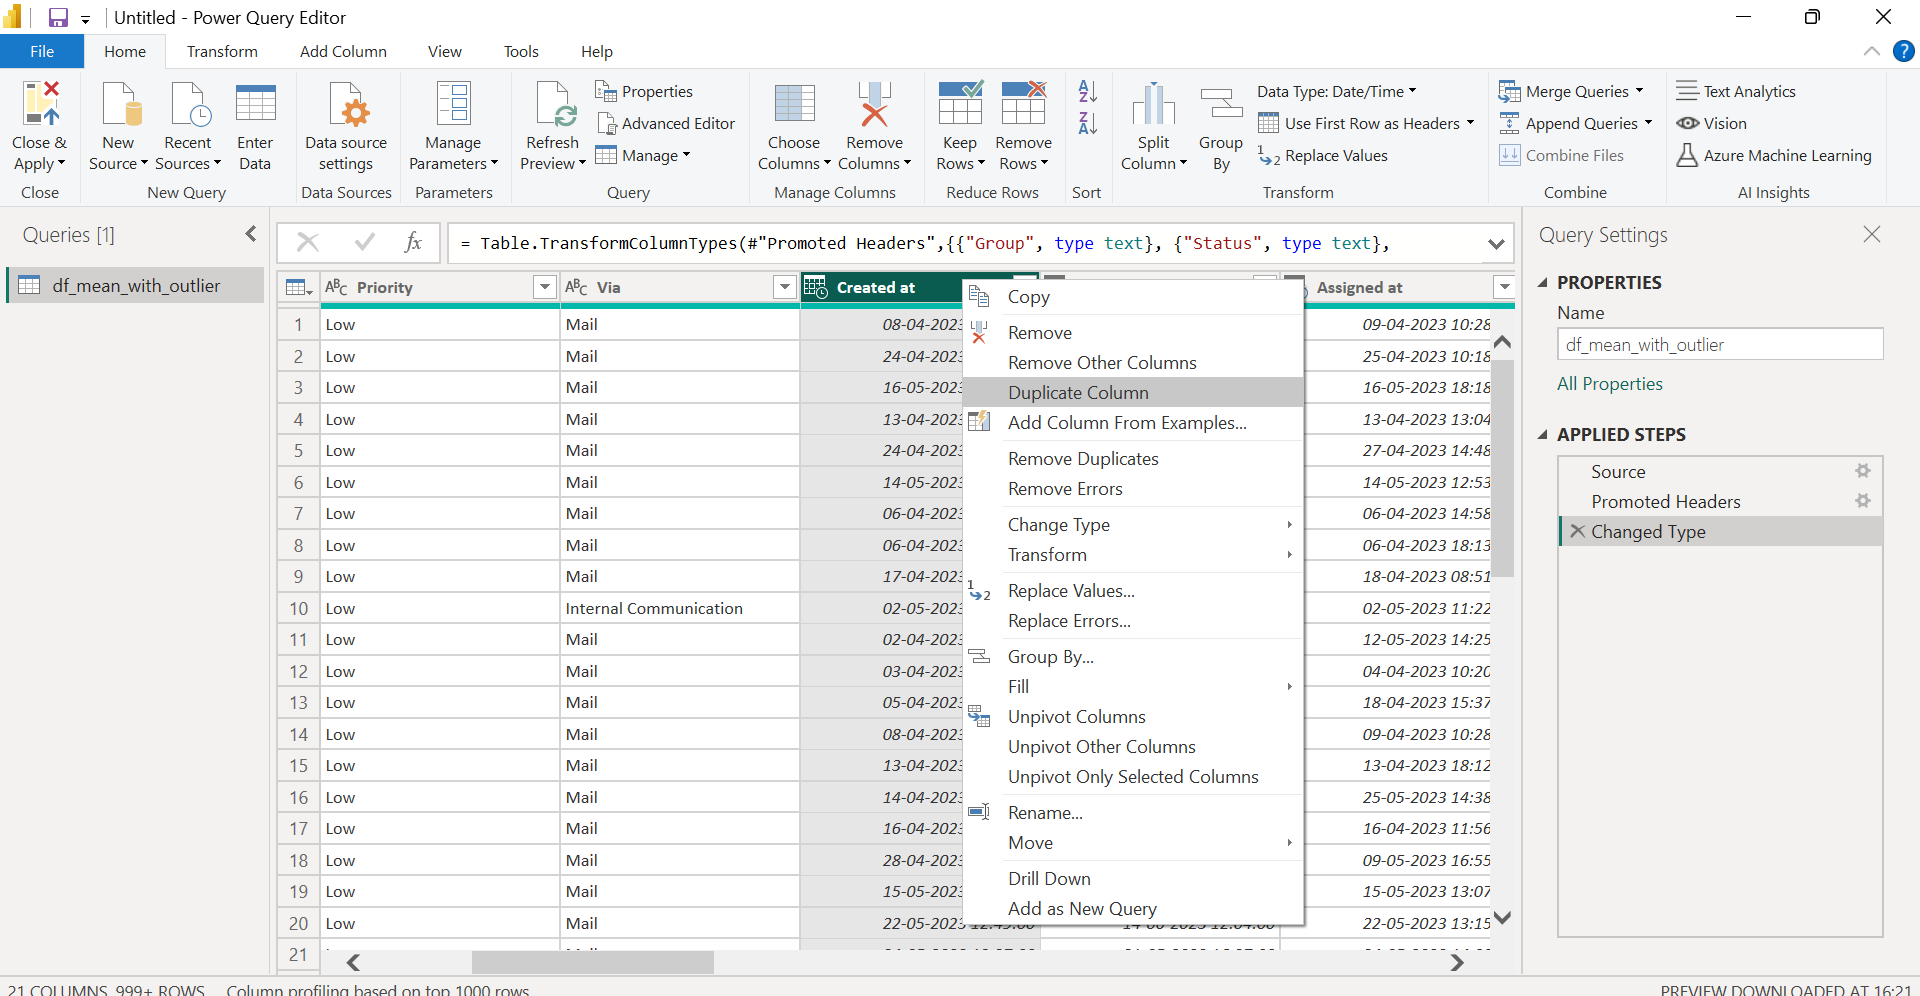 Untitled - Power Query Editor
File Home Transform Add Column View Tools Help
Close & Apply
Close
New Source
Recent Sources
Enter Data
New Query
Data source settings
Data Sources
Manage Parameters
Parameters
Refresh Preview
Properties
Advanced Editor
Manage
Query
Choose Columns
Remove Columns
Manage Columns
Keep Rows
Remove Rows
Reduce Rows
Sort
Split Column
Group By
Data Type: Date/Time
Use First Row as Headers
Replace Values
Transform
Merge Queries
Append Queries
Combine Files
Combine
Text Analytics
Vision
Azure Machine Learning
AI Insights
Queries [1]
df_mean_with_outlier
fx = Table.TransformColumnTypes(#"Promoted Headers",{{"Group", type text}, {"Status", type text},
ABC Priority ABC Via Created at Assigned at
1 Low Mail 08-04-2023 09-04-2023 10:28
2 Low Mail 24-04-2023 25-04-2023 10:18
3 Low Mail 16-05-2023 16-05-2023 18:18
4 Low Mail 13-04-2023 13-04-2023 13:04
5 Low Mail 24-04-2023 27-04-2023 14:48
6 Low Mail 14-05-2023 14-05-2023 12:53
7 Low Mail 06-04-2023 06-04-2023 14:58
8 Low Mail 06-04-2023 06-04-2023 18:13
9 Low Mail 17-04-2023 18-04-2023 08:51
10 Low Internal Communication 02-05-2023 02-05-2023 11:22
11 Low Mail 02-04-2023 12-05-2023 14:25
12 Low Mail 03-04-2023 04-04-2023 10:20
13 Low Mail 05-04-2023 18-04-2023 15:37
14 Low Mail 08-04-2023 09-04-2023 10:28
15 Low Mail 13-04-2023 13-04-2023 18:12
16 Low Mail 14-04-2023 25-05-2023 14:38
17 Low Mail 16-04-2023 16-04-2023 11:56
18 Low Mail 28-04-2023 09-05-2023 16:55
19 Low Mail 15-05-2023 15-05-2023 13:07
20 Low Mail 22-05-2023 22-05-2023 13:15
21
Copy
Remove
Remove Other Columns
Duplicate Column
Add Column From Examples...
Remove Duplicates
Remove Errors
Change Type
Transform
Replace Values...
Replace Errors...
Group By...
Fill
Unpivot Columns
Unpivot Other Columns
Unpivot Only Selected Columns
Rename...
Move
Drill Down
Add as New Query
Query Settings
PROPERTIES
Name
df_mean_with_outlier
All Properties
APPLIED STEPS
Source
Promoted Headers
Changed Type
21 COLUMNS, 999+ ROWS Column profiling based on top 1000 rows PREVIEW DOWNLOADED AT 16:21